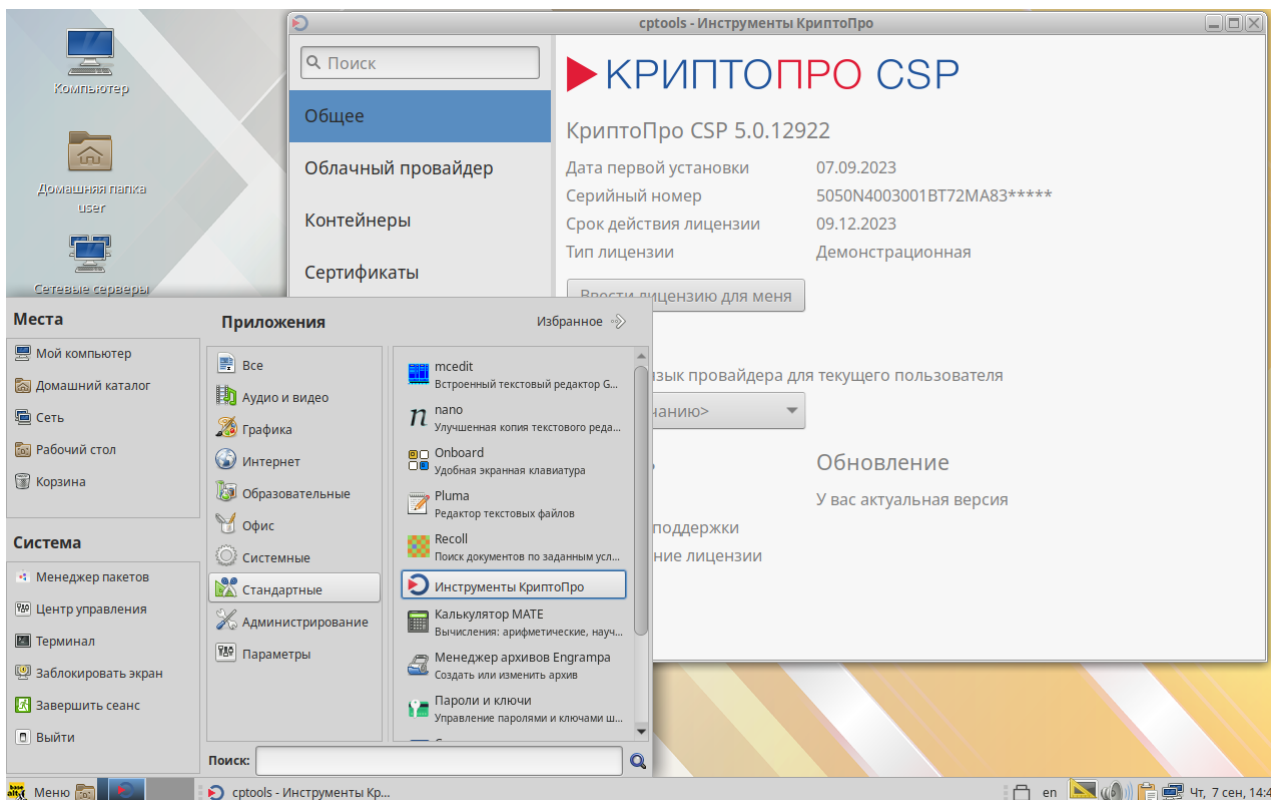 Компьютер
Домашняя папка
user
Сетевые серверы
cptools - Инструменты КриптоПро
Поиск
Общее
Облачный провайдер
Контейнеры
Сертификаты
КРИПТОПРО CSP
КриптоПро CSP 5.0.12922
Дата первой установки 07.09.2023
Серийный номер 5050N4003001BT72MA83*****
Срок действия лицензии 09.12.2023
Тип лицензии Демонстрационная
Ввести лицензию для меня
язык провайдера для текущего пользователя
Обновление
У вас актуальная версия
поддержки
лицензии
Места
Мой компьютер
Домашний каталог
Сеть
Рабочий стол
Корзина
Система
Менеджер пакетов
Центр управления
Терминал
Заблокировать экран
Завершить сеанс
Выйти
Приложения
Избранное
Все
Аудио и видео
Графика
Интернет
Образовательные
Офис
Системные
Стандартные
Администрирование
Параметры
mcedit
Встроенный текстовый редактор G...
nano
Улучшенная копия текстового реда...
Onboard
Удобная экранная клавиатура
Pluma
Редактор текстовых файлов
Recoll
Поиск документов по заданным усл...
Инструменты КриптоПро
Калькулятор MATE
Вычисления: арифметические, науч...
Менеджер архивов Engrampa
Создать или изменить архив
Пароли и ключи
Управление паролями и ключами ш...
Поиск:
Меню
cptools - Инструменты Кр...
en
Чт, 7 сен, 14:4